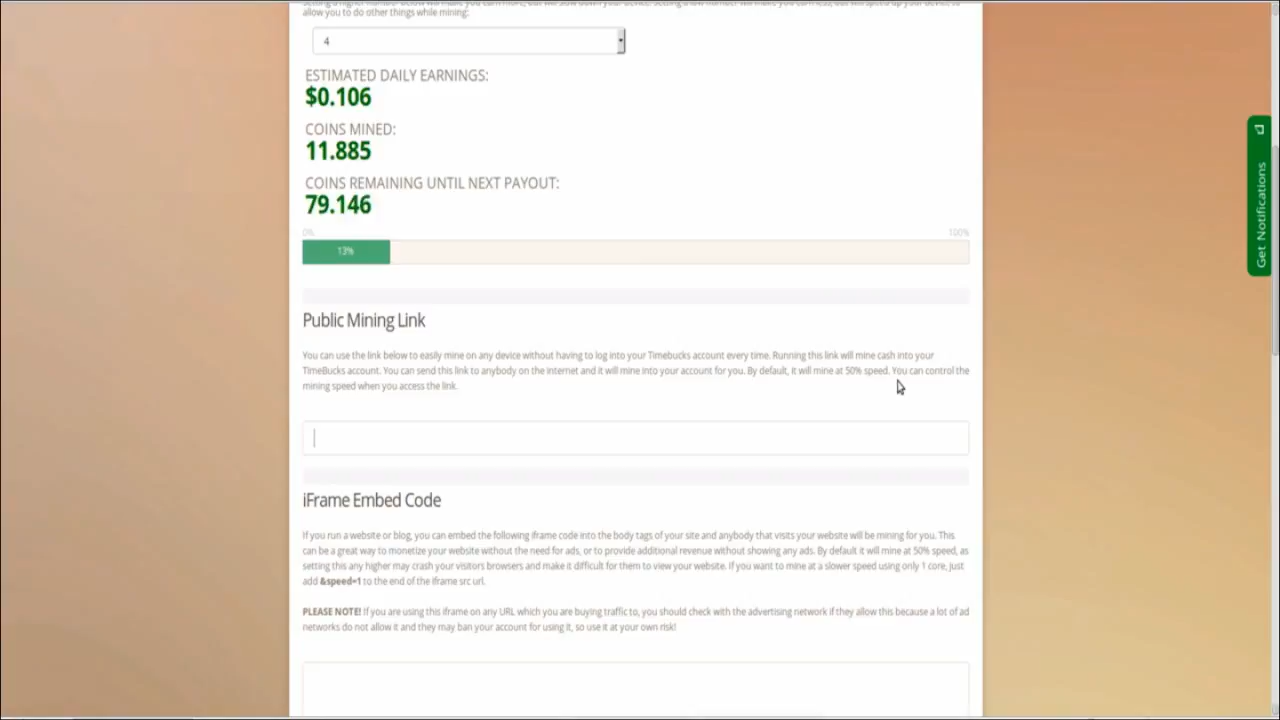 allow you to do other things while mining:
4
ESTIMATED DAILY EARNINGS:
$0.106
COINS MINED:
11.885
COINS REMAINING UNTIL NEXT PAYOUT:
79.146
0% 100%
13%
Public Mining Link
You can use the link below to easily mine on any device without having to log into your Timebucks account every time. Running this link will mine cash into your
TimeBucks account. You can send this link to anybody on the internet and it will mine into your account for you. By default, it will mine at 50% speed. You can control the
mining speed when you access the link.
iFrame Embed Code
If you run a website or blog, you can embed the following iframe code into the body tags of your site and anybody that visits your website will be mining for you. This
can be a great way to monetize your website without the need for ads, or to provide additional revenue without showing any ads. By default it will mine at 50% speed, as
setting this any higher may crash your visitors browsers and make it difficult for them to view your website. If you want to mine at a slower speed using only 1 core, just
add &speed=1 to the end of the iframe src url.
PLEASE NOTE! If you are using this iframe on any URL which you are buying traffic to, you should check with the advertising network if they allow this because a lot of ad
networks do not allow it and they may ban your account for using it, so use it at your own risk!
Get Notifications